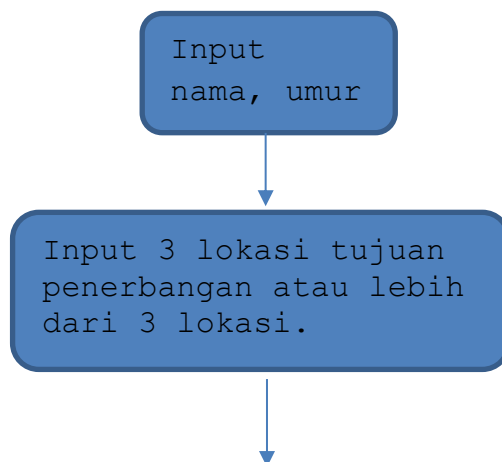 Input
nama, umur
Input 3 lokasi tujuan
penerbangan atau lebih
dari 3 lokasi.